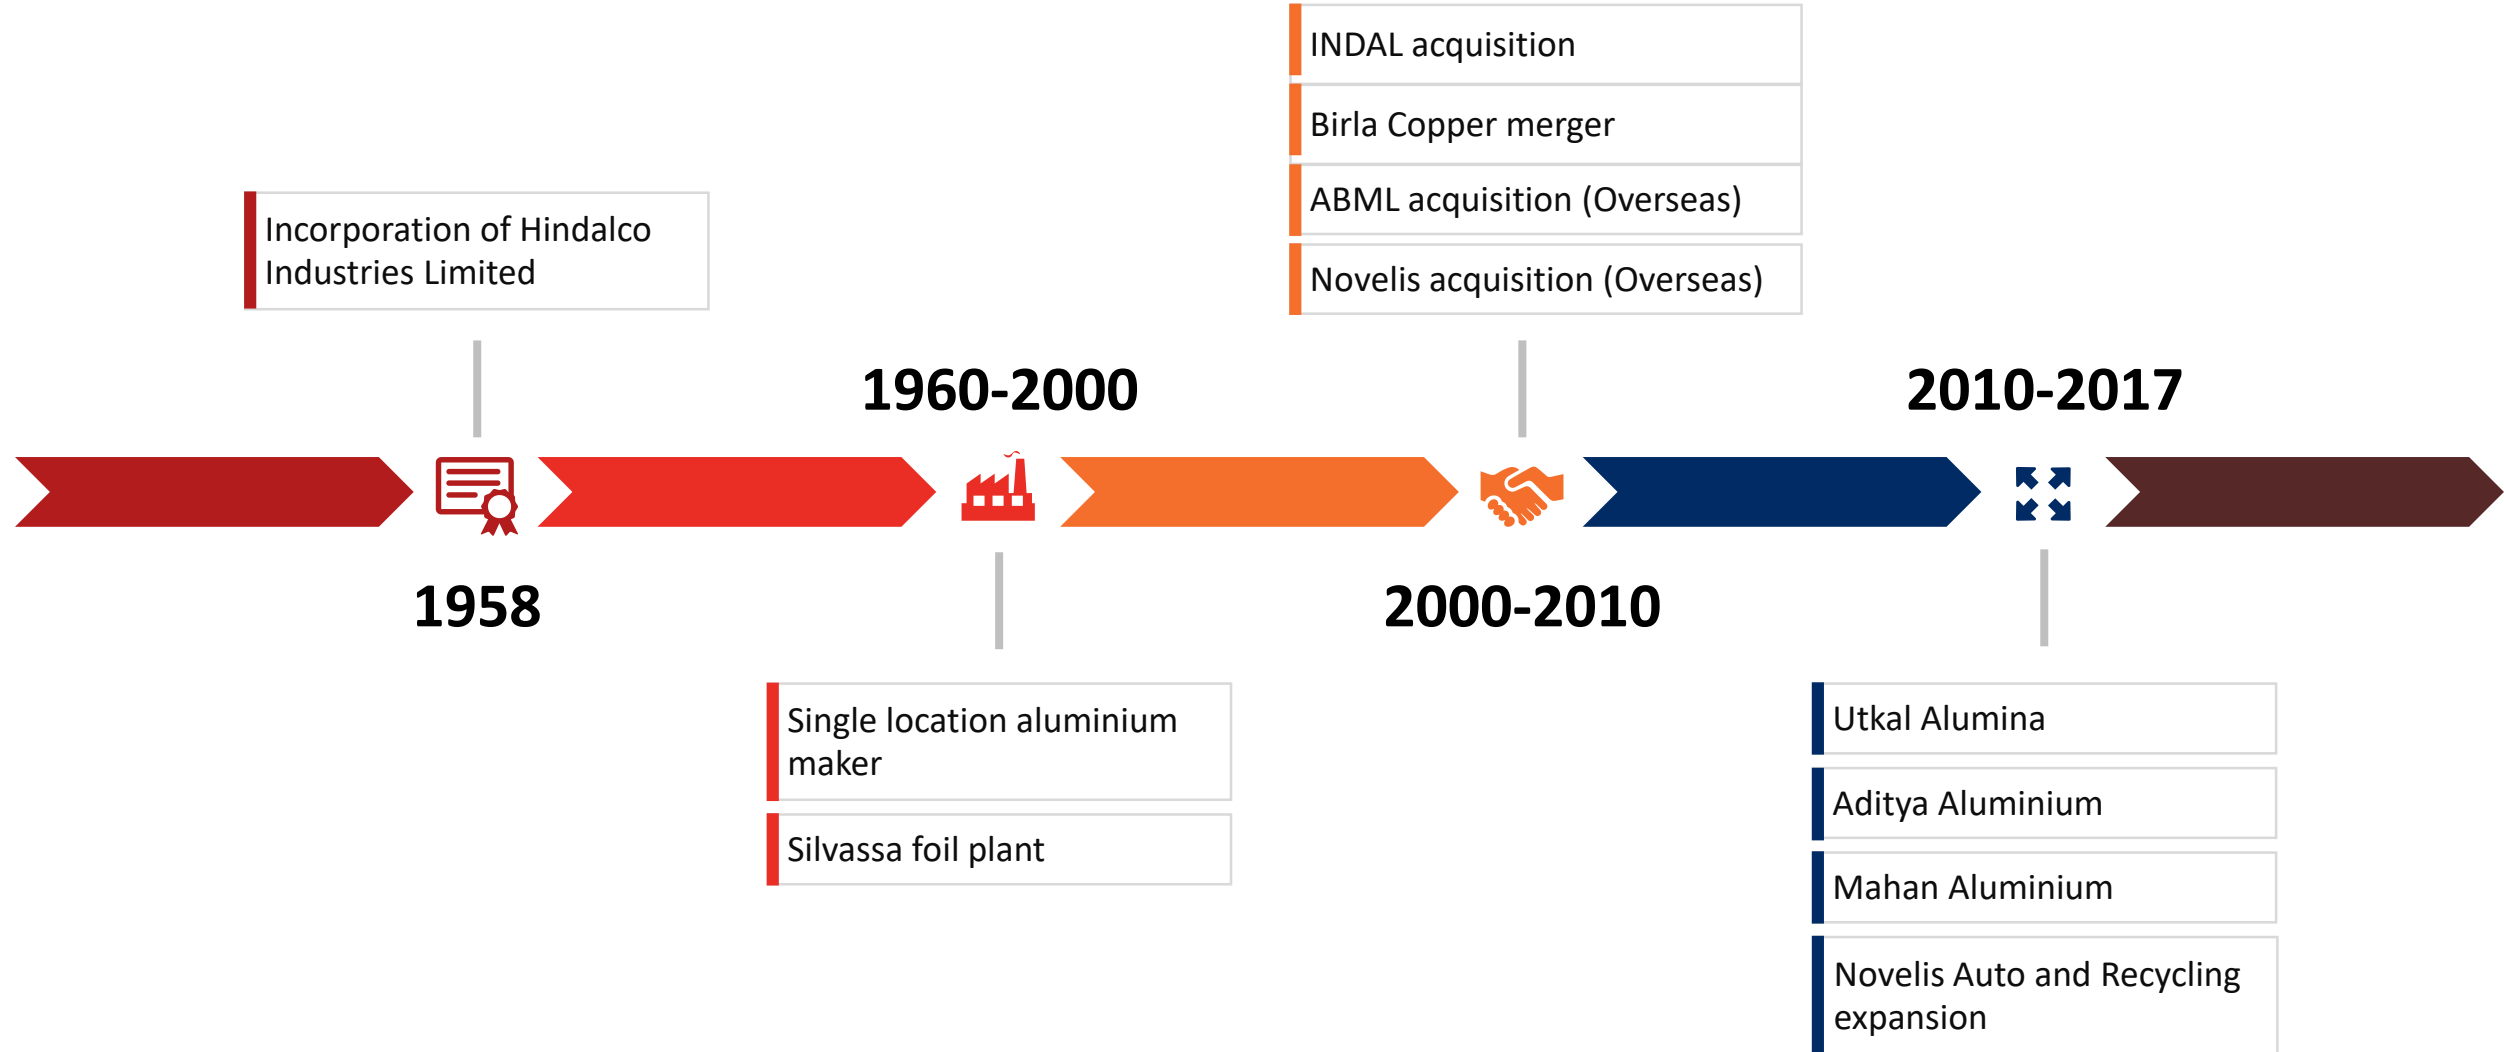 1958
Incorporation of Hindalco
Industries Limited
1960-2000
Single location aluminium
maker
Silvassa foil plant
2000-2010
INDAL acquisition
Birla Copper merger
ABML acquisition (Overseas)
Novelis acquisition (Overseas)
2010-2017
Utkal Alumina
Aditya Aluminium
Mahan Aluminium
Novelis Auto and Recycling
expansion